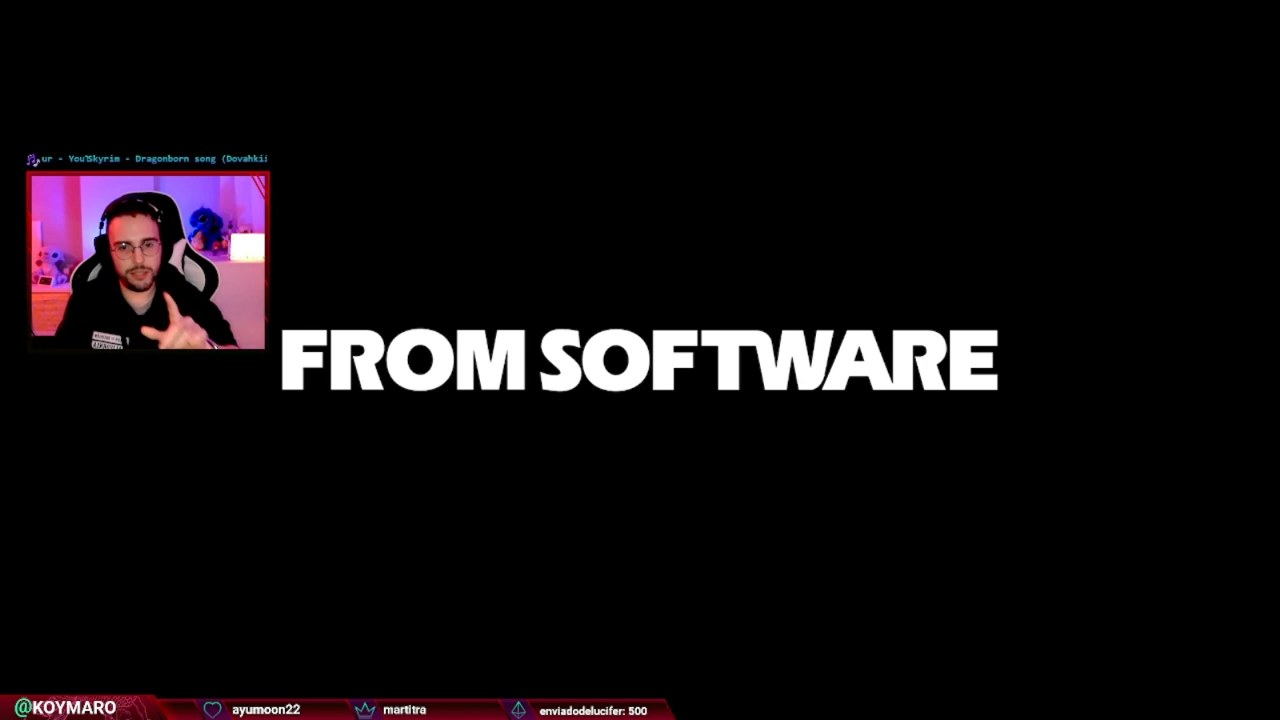 ur - You'Skyrim - Dragonborn song (Dovahkii
FROM SOFTWARE
@KOYMARO
ayumoon22
martitra
enviadodelucifer: 500